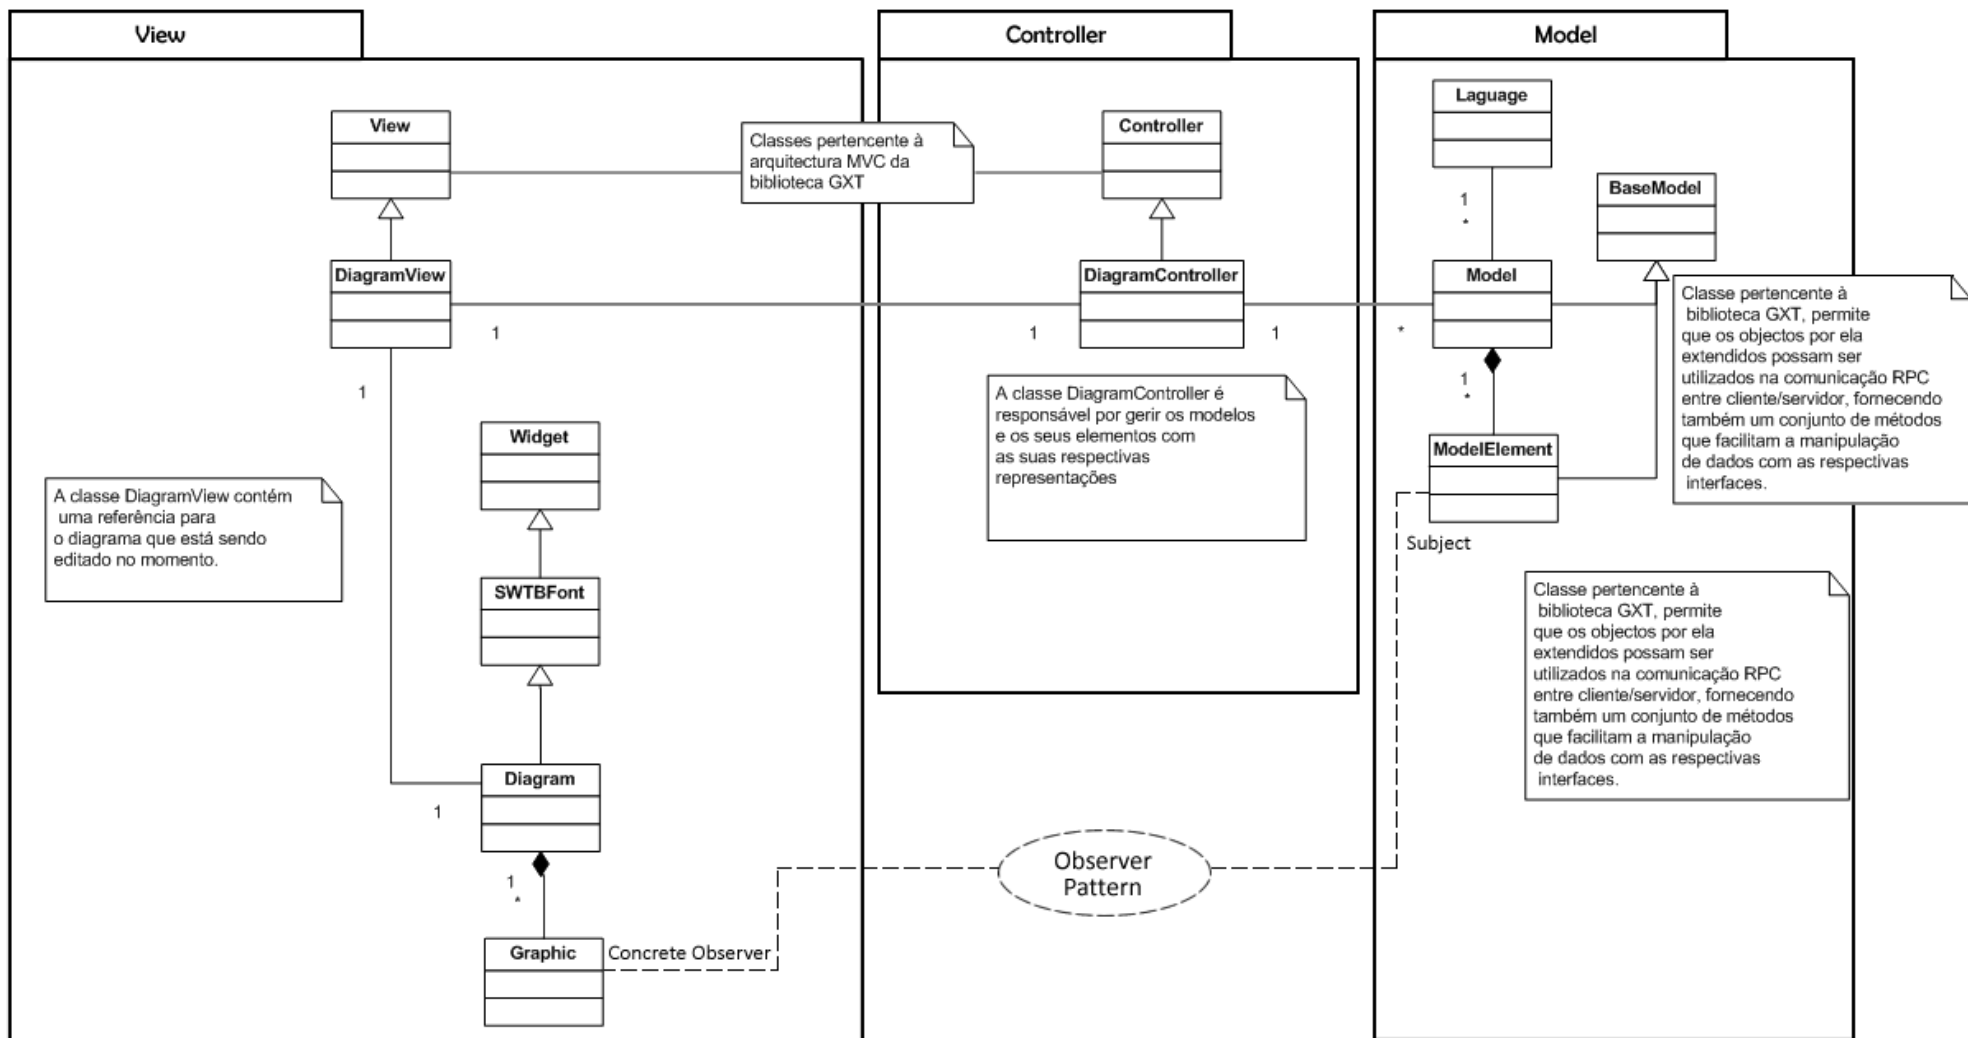 View
Controller
Model
View
Classes pertencente à
arquitectura MVC da
biblioteca GXT
Controller
Laguage
1
*
BaseModel
DiagramView
1
1
DiagramController
1
*
Model
Classe pertencente à
biblioteca GXT, permite
que os objectos por ela
extendidos possam ser
utilizados na comunicação RPC
entre cliente/servidor, fornecendo
também um conjunto de métodos
que facilitam a manipulação
de dados com as respectivas
interfaces.
1
A classe DiagramController é
responsável por gerir os modelos
e os seus elementos com
as suas respectivas
representações
1
*
ModelElement
Subject
Widget
A classe DiagramView contém
uma referência para
o diagrama que está sendo
editado no momento.
SWTBFont
Classe pertencente à
biblioteca GXT, permite
que os objectos por ela
extendidos possam ser
utilizados na comunicação RPC
entre cliente/servidor, fornecendo
também um conjunto de métodos
que facilitam a manipulação
de dados com as respectivas
interfaces.
Diagram
1
1
*
Observer
Pattern
Graphic
Concrete Observer